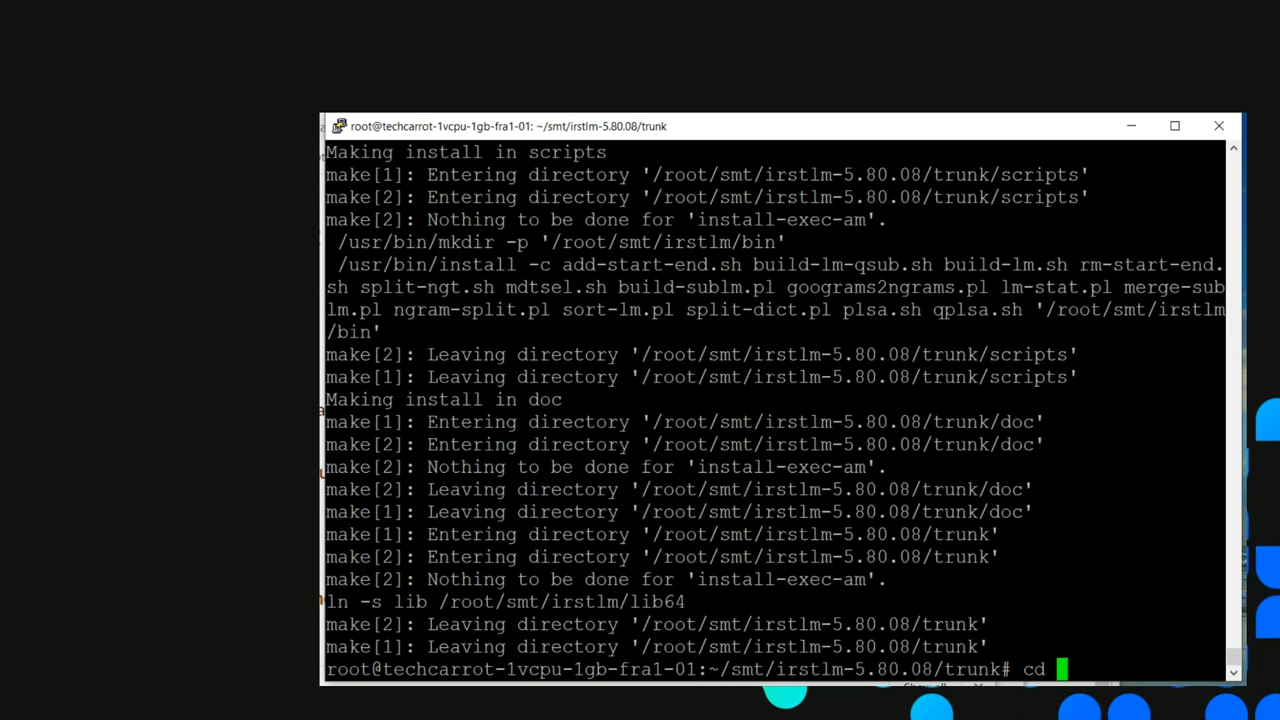 root@techcarrot-1vcpu-1gb-fra1-01: ~/smt/irstlm-5.80.08/trunk
Making install in scripts
make[1]: Entering directory '/root/smt/irstlm-5.80.08/trunk/scripts'
make[2]: Entering directory '/root/smt/irstlm-5.80.08/trunk/scripts'
make[2]: Nothing to be done for 'install-exec-am'.
/usr/bin/mkdir -p '/root/smt/irstlm/bin'
/usr/bin/install -c add-start-end.sh build-lm-qsub.sh build-lm.sh rm-start-end.
sh split-ngt.sh mdtsel.sh build-sublm.pl goograms2ngrams.pl lm-stat.pl merge-sub
lm.pl ngram-split.pl sort-lm.pl split-dict.pl plsa.sh qplsa.sh '/root/smt/irstlm
/bin'
make[2]: Leaving directory '/root/smt/irstlm-5.80.08/trunk/scripts'
make[1]: Leaving directory '/root/smt/irstlm-5.80.08/trunk/scripts'
Making install in doc
make[1]: Entering directory '/root/smt/irstlm-5.80.08/trunk/doc'
make[2]: Entering directory '/root/smt/irstlm-5.80.08/trunk/doc'
make[2]: Nothing to be done for 'install-exec-am'.
make[2]: Leaving directory '/root/smt/irstlm-5.80.08/trunk/doc'
make[1]: Leaving directory '/root/smt/irstlm-5.80.08/trunk/doc'
make[1]: Entering directory '/root/smt/irstlm-5.80.08/trunk'
make[2]: Entering directory '/root/smt/irstlm-5.80.08/trunk'
make[2]: Nothing to be done for 'install-exec-am'.
ln -s lib /root/smt/irstlm/lib64
make[2]: Leaving directory '/root/smt/irstlm-5.80.08/trunk'
make[1]: Leaving directory '/root/smt/irstlm-5.80.08/trunk'
root@techcarrot-1vcpu-1gb-fra1-01:~/smt/irstlm-5.80.08/trunk# cd